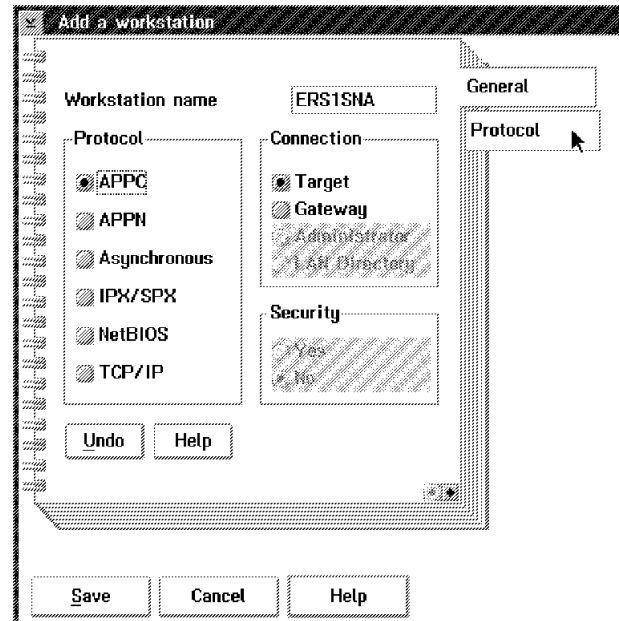 Add a workstation
General
Workstation name ERS1SNA
Protocol
Protocol Connection
APPC Target
APPN Gateway
Administrator
Asynchronous LAN Directory
IPX/SPX Security
NetBIOS Yes
TCP/IP No
Undo Help
Save Cancel Help